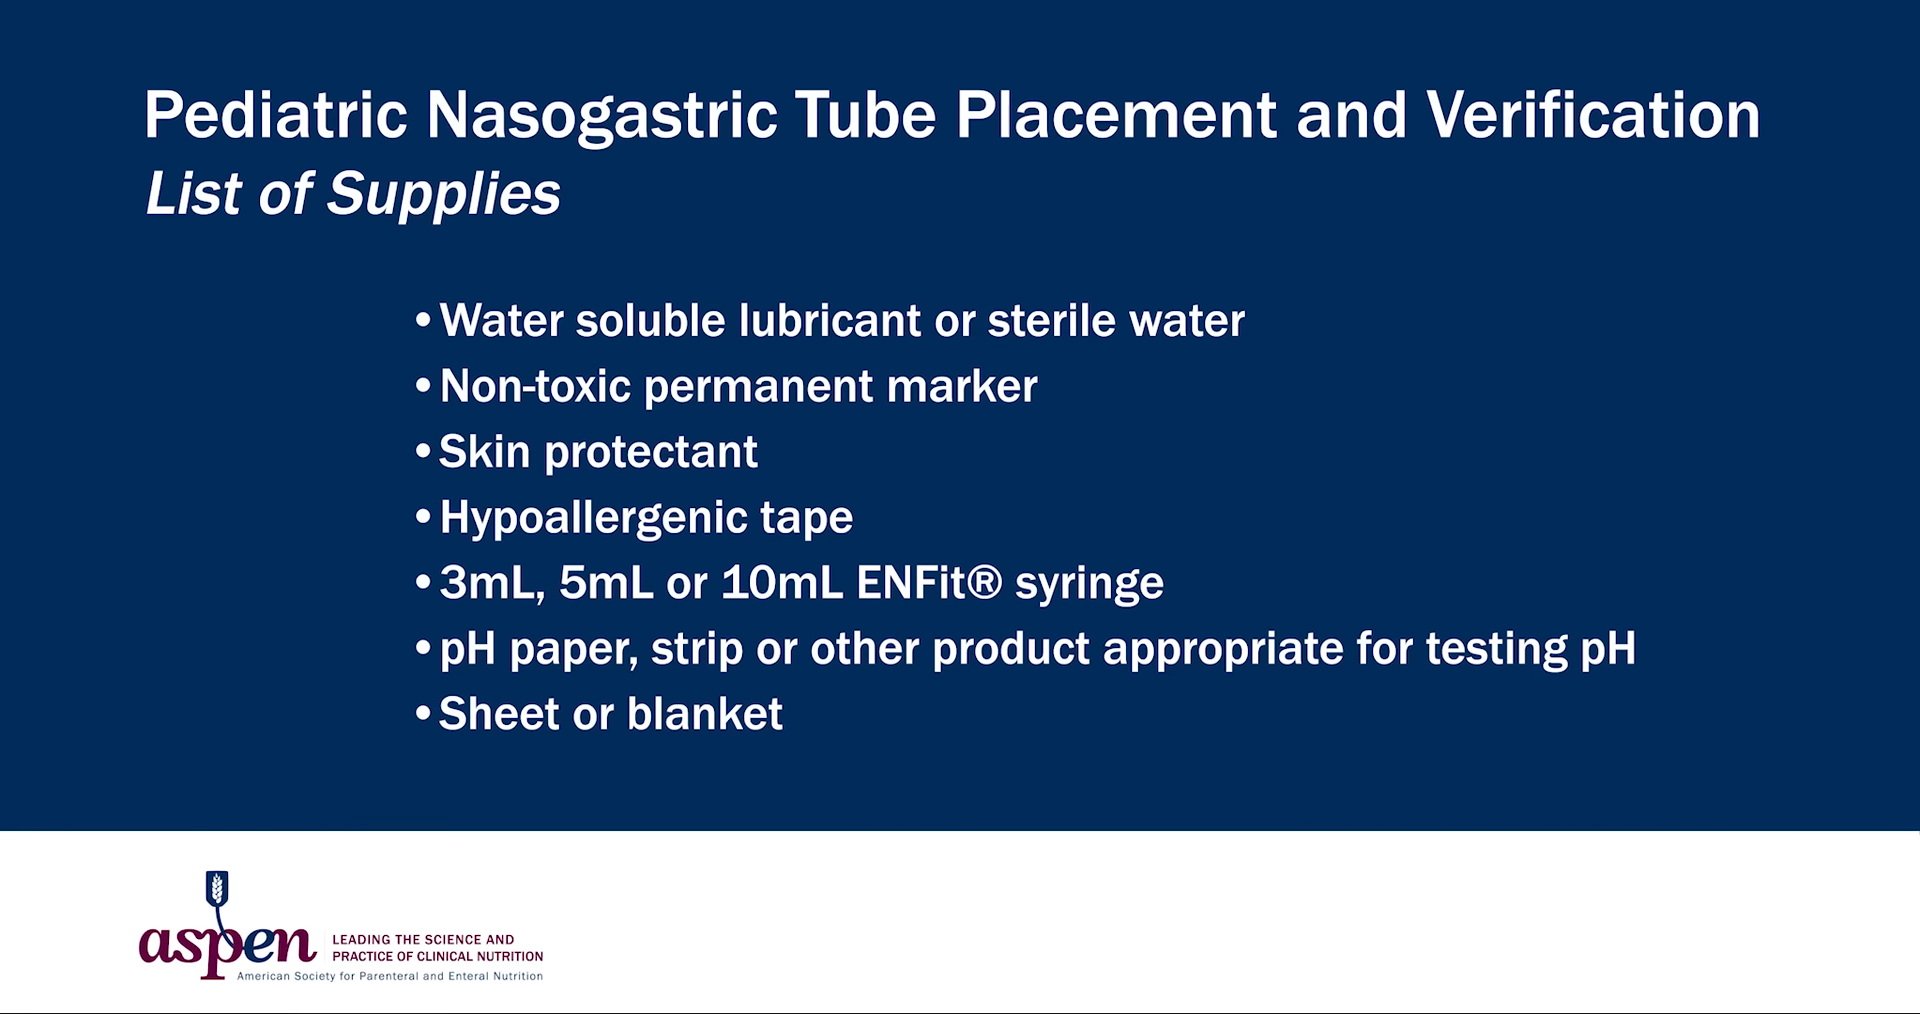 Pediatric Nasogastric Tube Placement and Verification
List of Supplies
•Water soluble lubricant or sterile water
•Non-toxic permanent marker
•Skin protectant
•Hypoallergenic tape
•3mL, 5mL or 10mL ENFit® syringe
•pH paper, strip or other product appropriate for testing pH
•Sheet or blanket
aspen
LEADING THE SCIENCE AND
PRACTICE OF CLINICAL NUTRITION
American Society for Parenteral and Enteral Nutrition